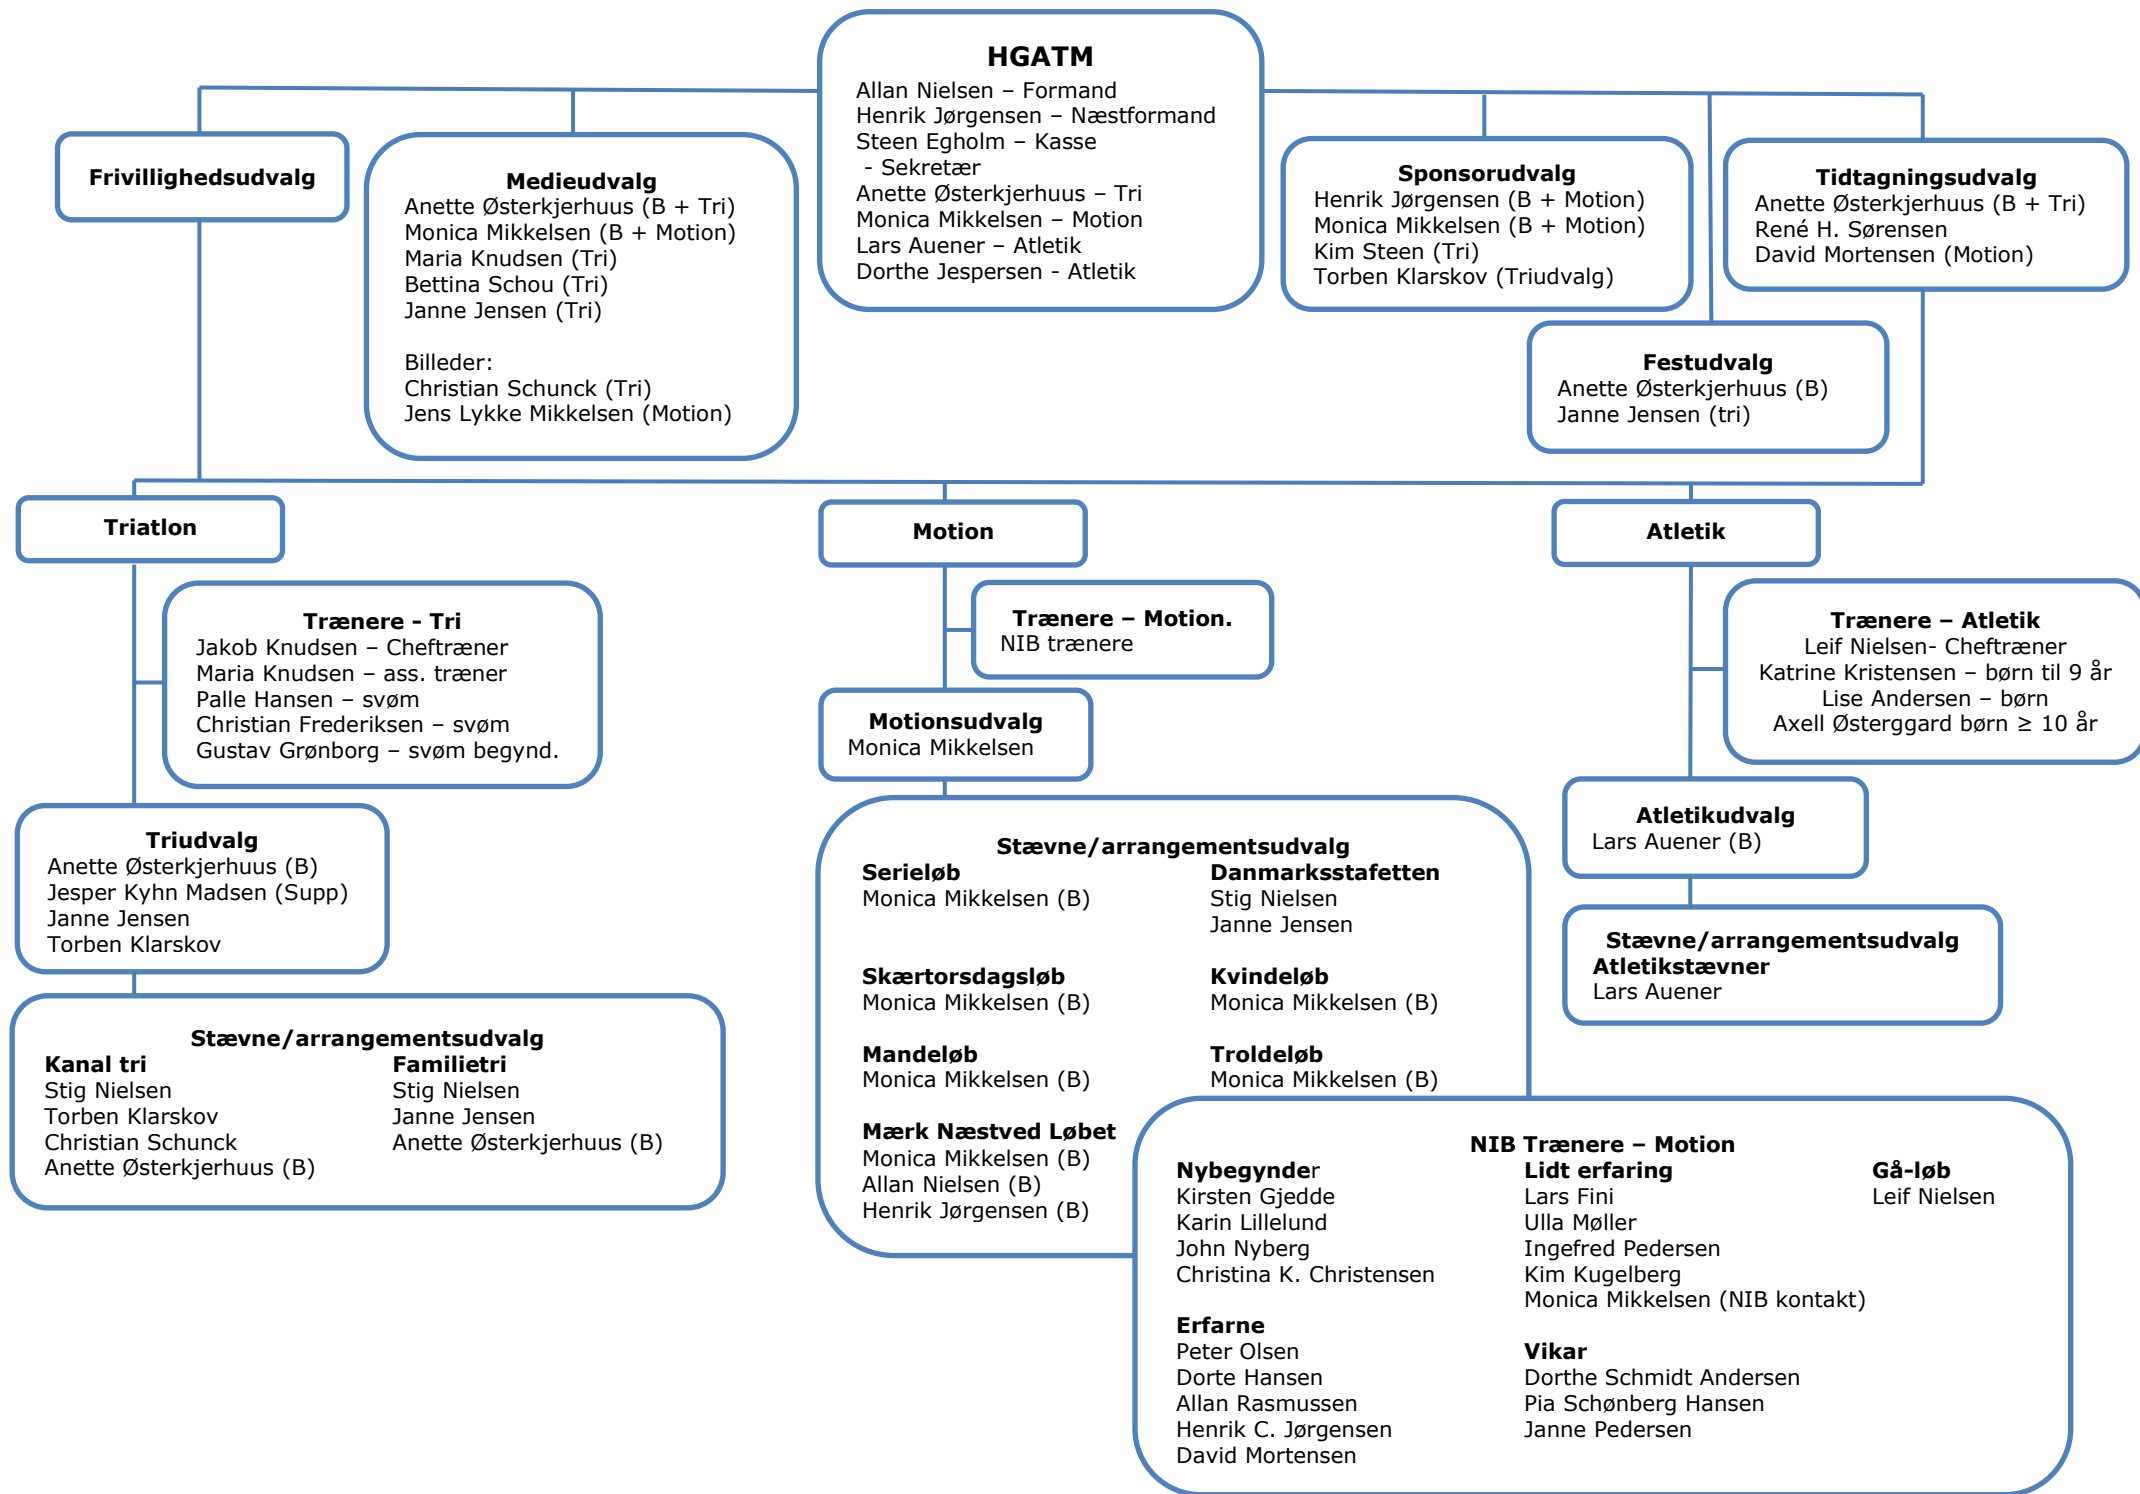 HGATM
Allan Nielsen – Formand
Henrik Jørgensen – Næstformand
Steen Egholm – Kasse
- Sekretær
Anette Østerkjerhuus – Tri
Monica Mikkelsen – Motion
Lars Auener – Atletik
Dorthe Jespersen - Atletik
Frivillighedsudvalg
Medieudvalg
Anette Østerkjerhuus (B + Tri)
Monica Mikkelsen (B + Motion)
Maria Knudsen (Tri)
Bettina Schou (Tri)
Janne Jensen (Tri)
Billeder:
Christian Schunck (Tri)
Jens Lykke Mikkelsen (Motion)
Sponsorudvalg
Henrik Jørgensen (B + Motion)
Monica Mikkelsen (B + Motion)
Kim Steen (Tri)
Torben Klarskov (Triudvalg)
Tidtagningsudvalg
Anette Østerkjerhuus (B + Tri)
René H. Sørensen
David Mortensen (Motion)
Festudvalg
Anette Østerkjerhuus (B)
Janne Jensen (tri)
Triatlon
Motion
Atletik
Trænere - Tri
Jakob Knudsen – Cheftræner
Maria Knudsen – ass. træner
Palle Hansen – svøm
Christian Frederiksen – svøm
Gustav Grønborg – svøm begynd.
Trænere – Motion.
NIB trænere
Trænere – Atletik
Leif Nielsen- Cheftræner
Katrine Kristensen – børn til 9 år
Lise Andersen – børn
Axell Østerggard børn ≥ 10 år
Motionsudvalg
Monica Mikkelsen
Atletikudvalg
Lars Auener (B)
Triudvalg
Anette Østerkjerhuus (B)
Jesper Kyhn Madsen (Supp)
Janne Jensen
Torben Klarskov
Stævne/arrangementsudvalg
Atletikstævner
Lars Auener
Stævne/arrangementsudvalg
Kanal tri
Stig Nielsen
Torben Klarskov
Christian Schunck
Anette Østerkjerhuus (B)
Familietri
Stig Nielsen
Janne Jensen
Anette Østerkjerhuus (B)
Stævne/arrangementsudvalg
Serieløb
Monica Mikkelsen (B)
Danmarksstafetten
Stig Nielsen
Janne Jensen
Skærtorsdagsløb
Monica Mikkelsen (B)
Kvindeløb
Monica Mikkelsen (B)
Mandeløb
Monica Mikkelsen (B)
Troldeløb
Monica Mikkelsen (B)
Mærk Næstved Løbet
Monica Mikkelsen (B)
Allan Nielsen (B)
Henrik Jørgensen (B)
NIB Trænere – Motion
Nybegynder
Kirsten Gjedde
Karin Lillelund
John Nyberg
Christina K. Christensen
Lidt erfaring
Lars Fini
Ulla Møller
Ingefred Pedersen
Kim Kugelberg
Monica Mikkelsen (NIB kontakt)
Gå-løb
Leif Nielsen
Erfarne
Peter Olsen
Dorte Hansen
Allan Rasmussen
Henrik C. Jørgensen
David Mortensen
Vikar
Dorthe Schmidt Andersen
Pia Schønberg Hansen
Janne Pedersen